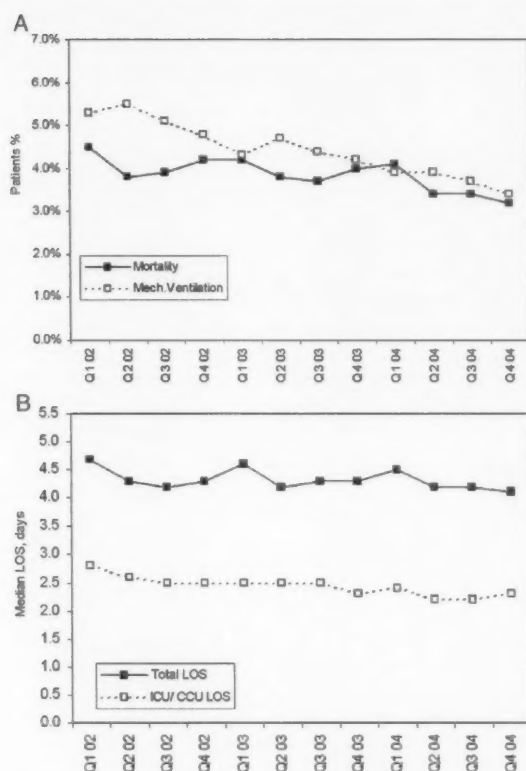 A
7.0%
6.0%
5.0%
4.0%
3.0%
2.0%
1.0%
0.0%
Patients %
Mortality
Mech.Ventilation
Q1 02
Q2 02
Q3 02
Q4 02
Q1 03
Q2 03
Q3 03
Q4 03
Q1 04
Q2 04
Q3 04
Q4 04
B
5.5
5.0
4.5
4.0
3.5
3.0
2.5
2.0
1.5
1.0
0.5
0.0
Median LOS, days
Total LOS
ICU/ CCU LOS
Q1 02
Q2 02
Q3 02
Q4 02
Q1 03
Q2 03
Q3 03
Q4 03
Q1 04
Q2 04
Q3 04
Q4 04